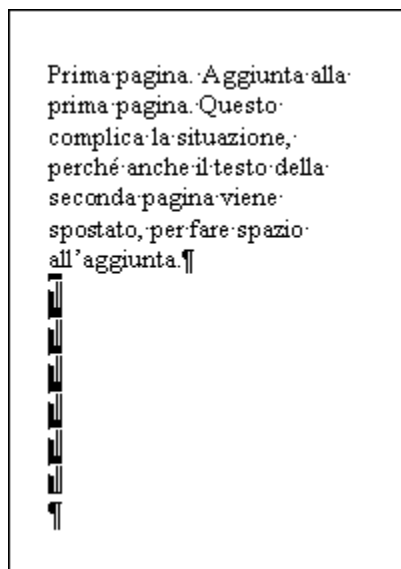 Prima·pagina.·Aggiunta·alla·
prima·pagina.·Questo·
complica·la·situazione,·
perché·anche·il·testo·della·
seconda·pagina·viene·
spostato,·per·fare·spazio·
all’aggiunta.¶
¶
¶
¶
¶
¶
¶
¶